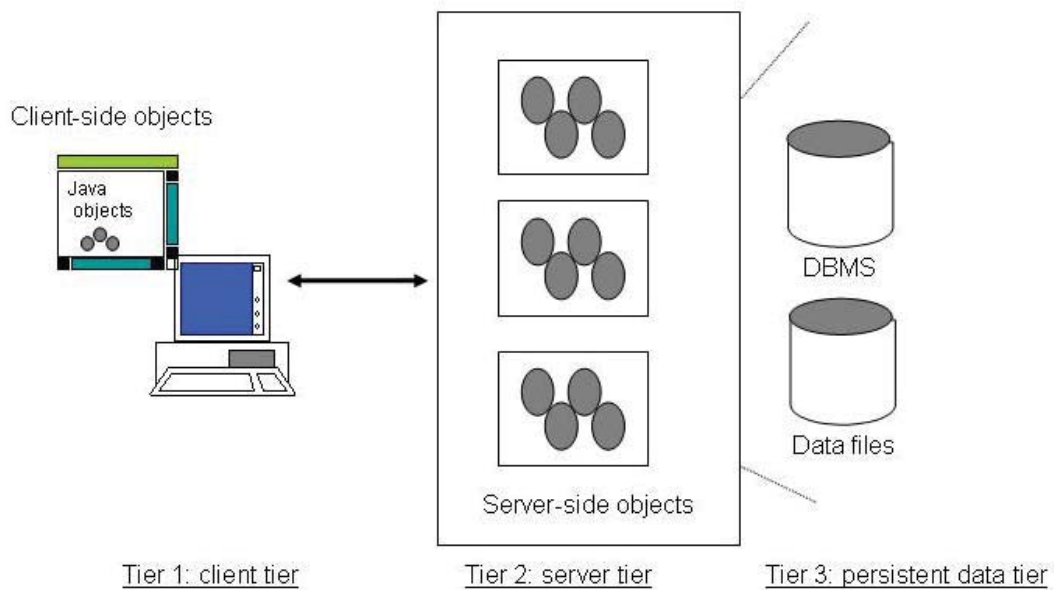 Client-side objects
Java
objects
DBMS
Data files
Server-side objects
Tier 1: client tier
Tier 2: server tier
Tier 3: persistent data tier